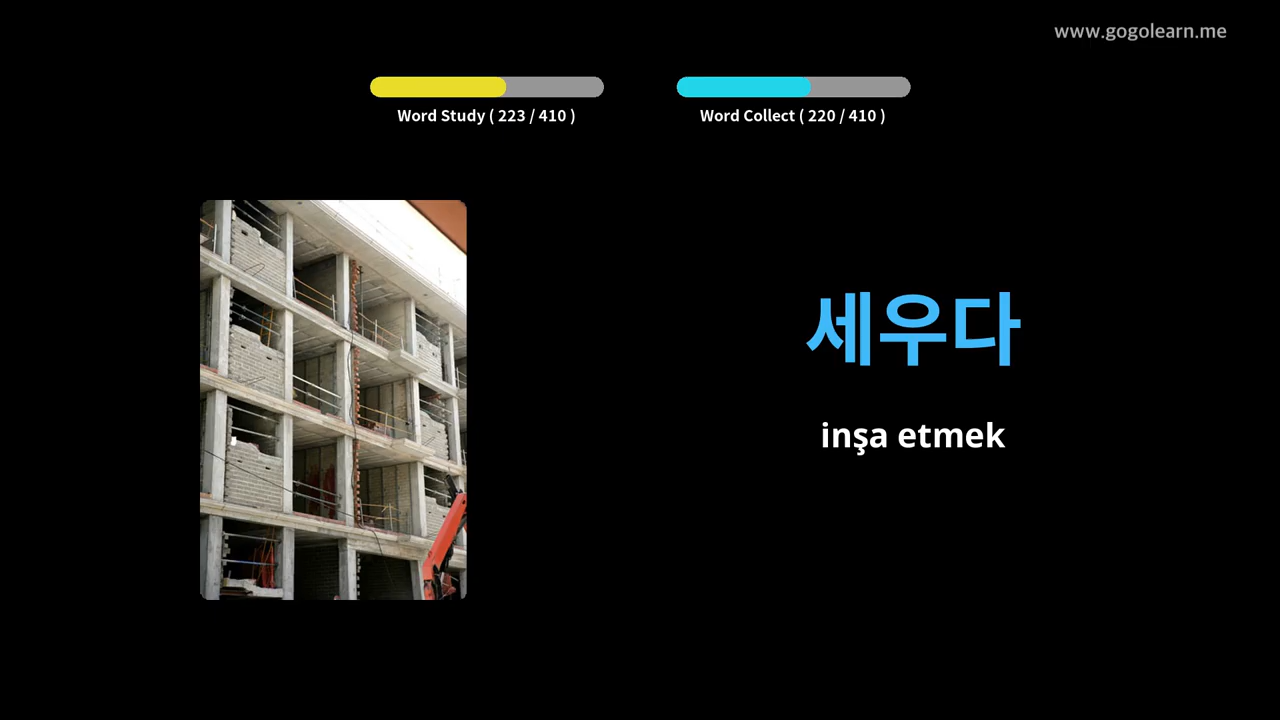 www.gogolearn.me
Word Study ( 223 / 410 )
Word Collect ( 220 / 410 )
세우다
inşa etmek